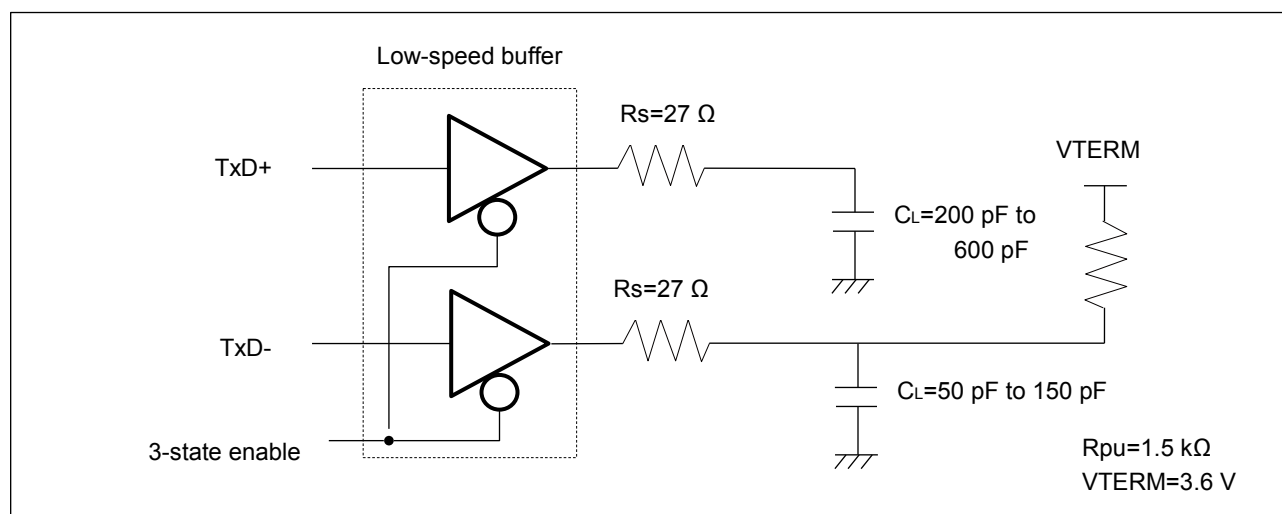 Low-speed buffer
Rs=27 Ω
TxD+
VTERM
CL=200 pF to
600 pF
Rs=27 Ω
TxD-
CL=50 pF to 150 pF
3-state enable
Rpu=1.5 kΩ
VTERM=3.6 V